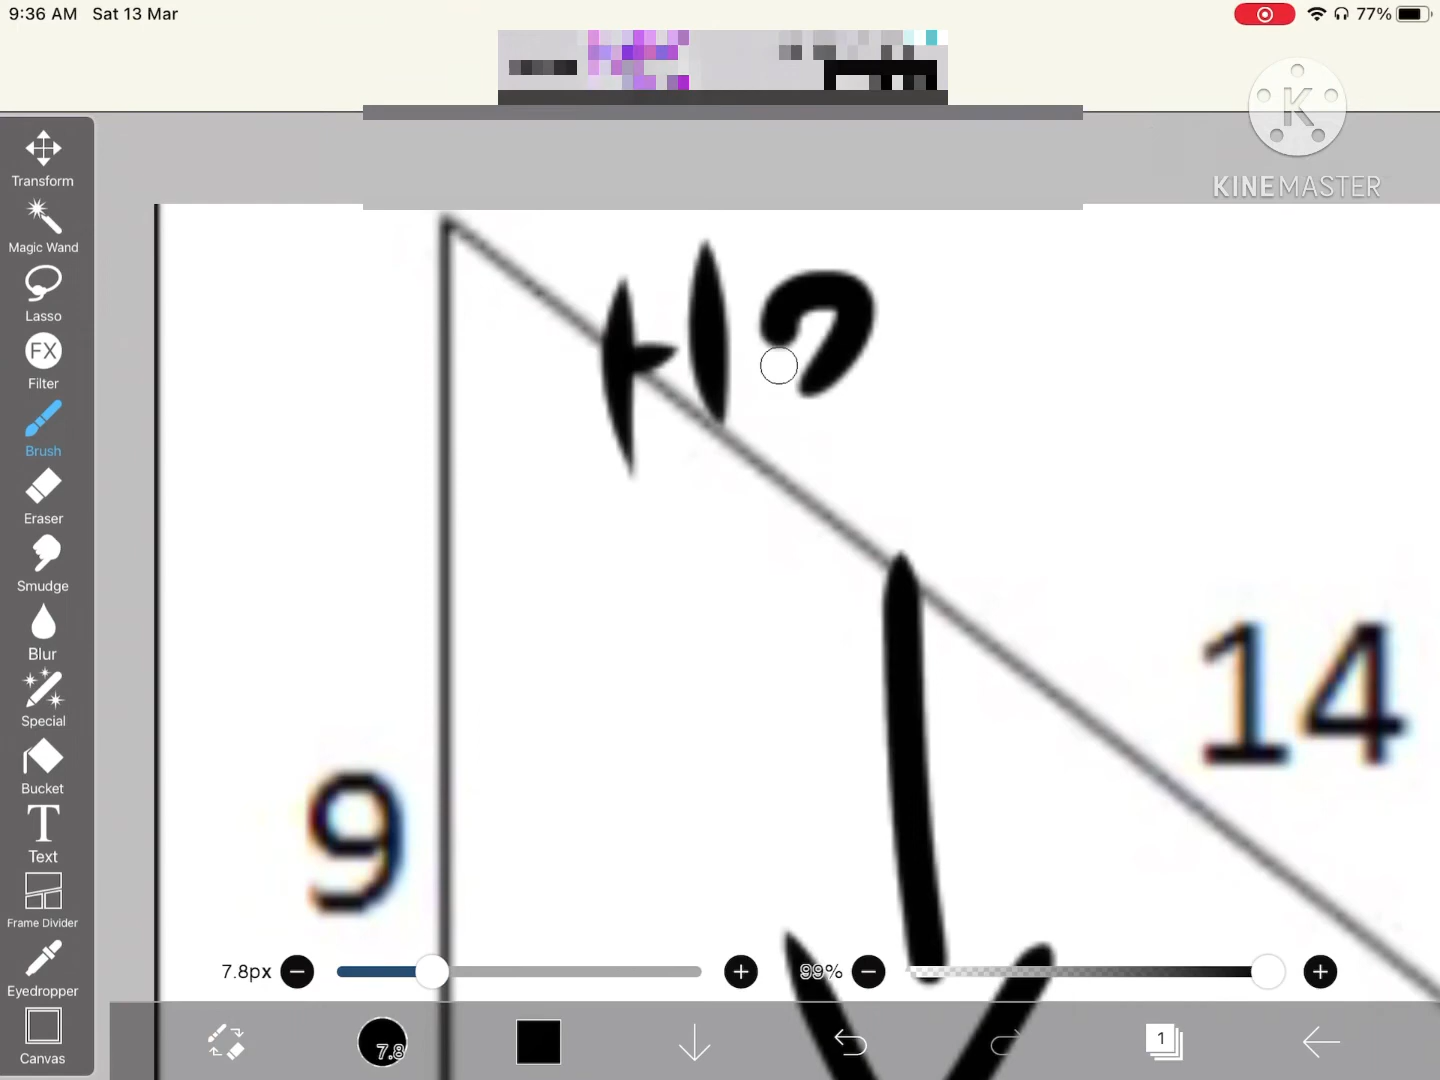 9:36 AM Sat 13 Mar
77%
K
KINEMASTER
Transform
Magic Wand
Lasso
FX
Filter
Brush
Eraser
Smudge
Blur
Special
Bucket
T
Text
Frame Divider
Eyedropper
Canvas
14
9
7.8px
99%
7.8
1